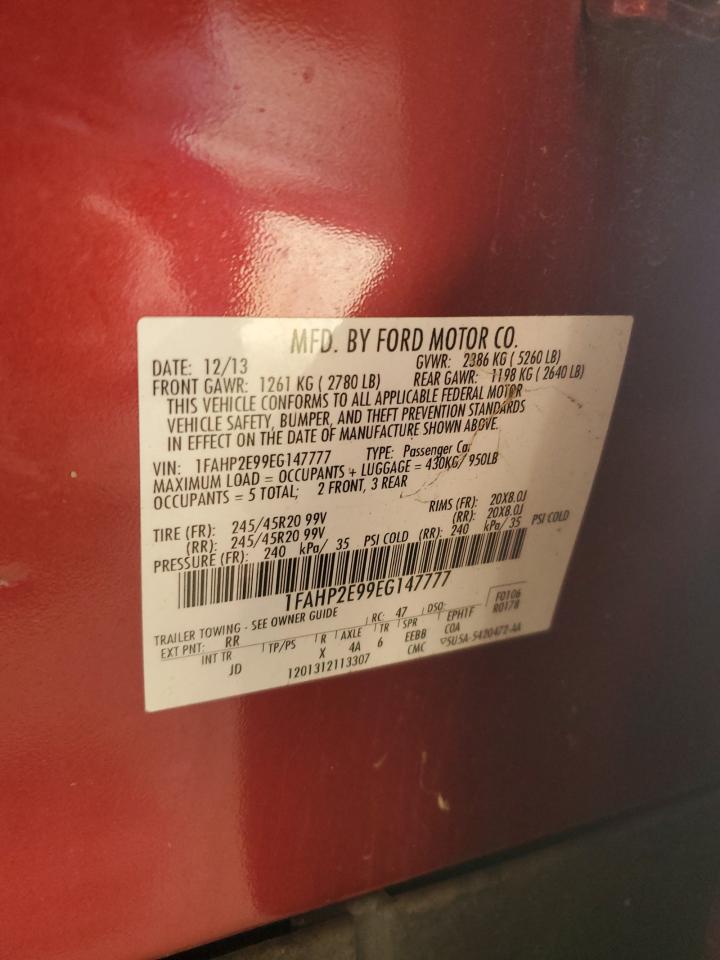 MFD. BY FORD MOTOR CO.
DATE: 12/13 GVWR: 2386 KG ( 5260 LB)
FRONT GAWR: 1261 KG ( 2780 LB) REAR GAWR: 1198 KG ( 2640 LB)
THIS VEHICLE CONFORMS TO ALL APPLICABLE FEDERAL MOTOR
VEHICLE SAFETY, BUMPER, AND THEFT PREVENTION STANDARDS
IN EFFECT ON THE DATE OF MANUFACTURE SHOWN ABOVE.
VIN: 1FAHP2E99EG147777 TYPE: Passenger Car
MAXIMUM LOAD = OCCUPANTS + LUGGAGE = 430KG/ 950LB
OCCUPANTS = 5 TOTAL; 2 FRONT, 3 REAR
TIRE (FR): 245/45R20 99V RIMS (FR): 20X8.0J
(RR): 245/45R20 99V (RR): 20X8.0J
PRESSURE (FR): 240 kPa/ 35 PSI COLD (RR): 240 kPa/ 35 PSI COLD
1FAHP2E99EG147777
TRAILER TOWING - SEE OWNER GUIDE
EXT PNT: RR RC: 47 DSO: F0106
R0178
INT TR TP/PS R AXLE TR SPR EPH1F
JD X 4A 6 EEBB COA
CMC
1201312113307 5U5A-5420472-AA